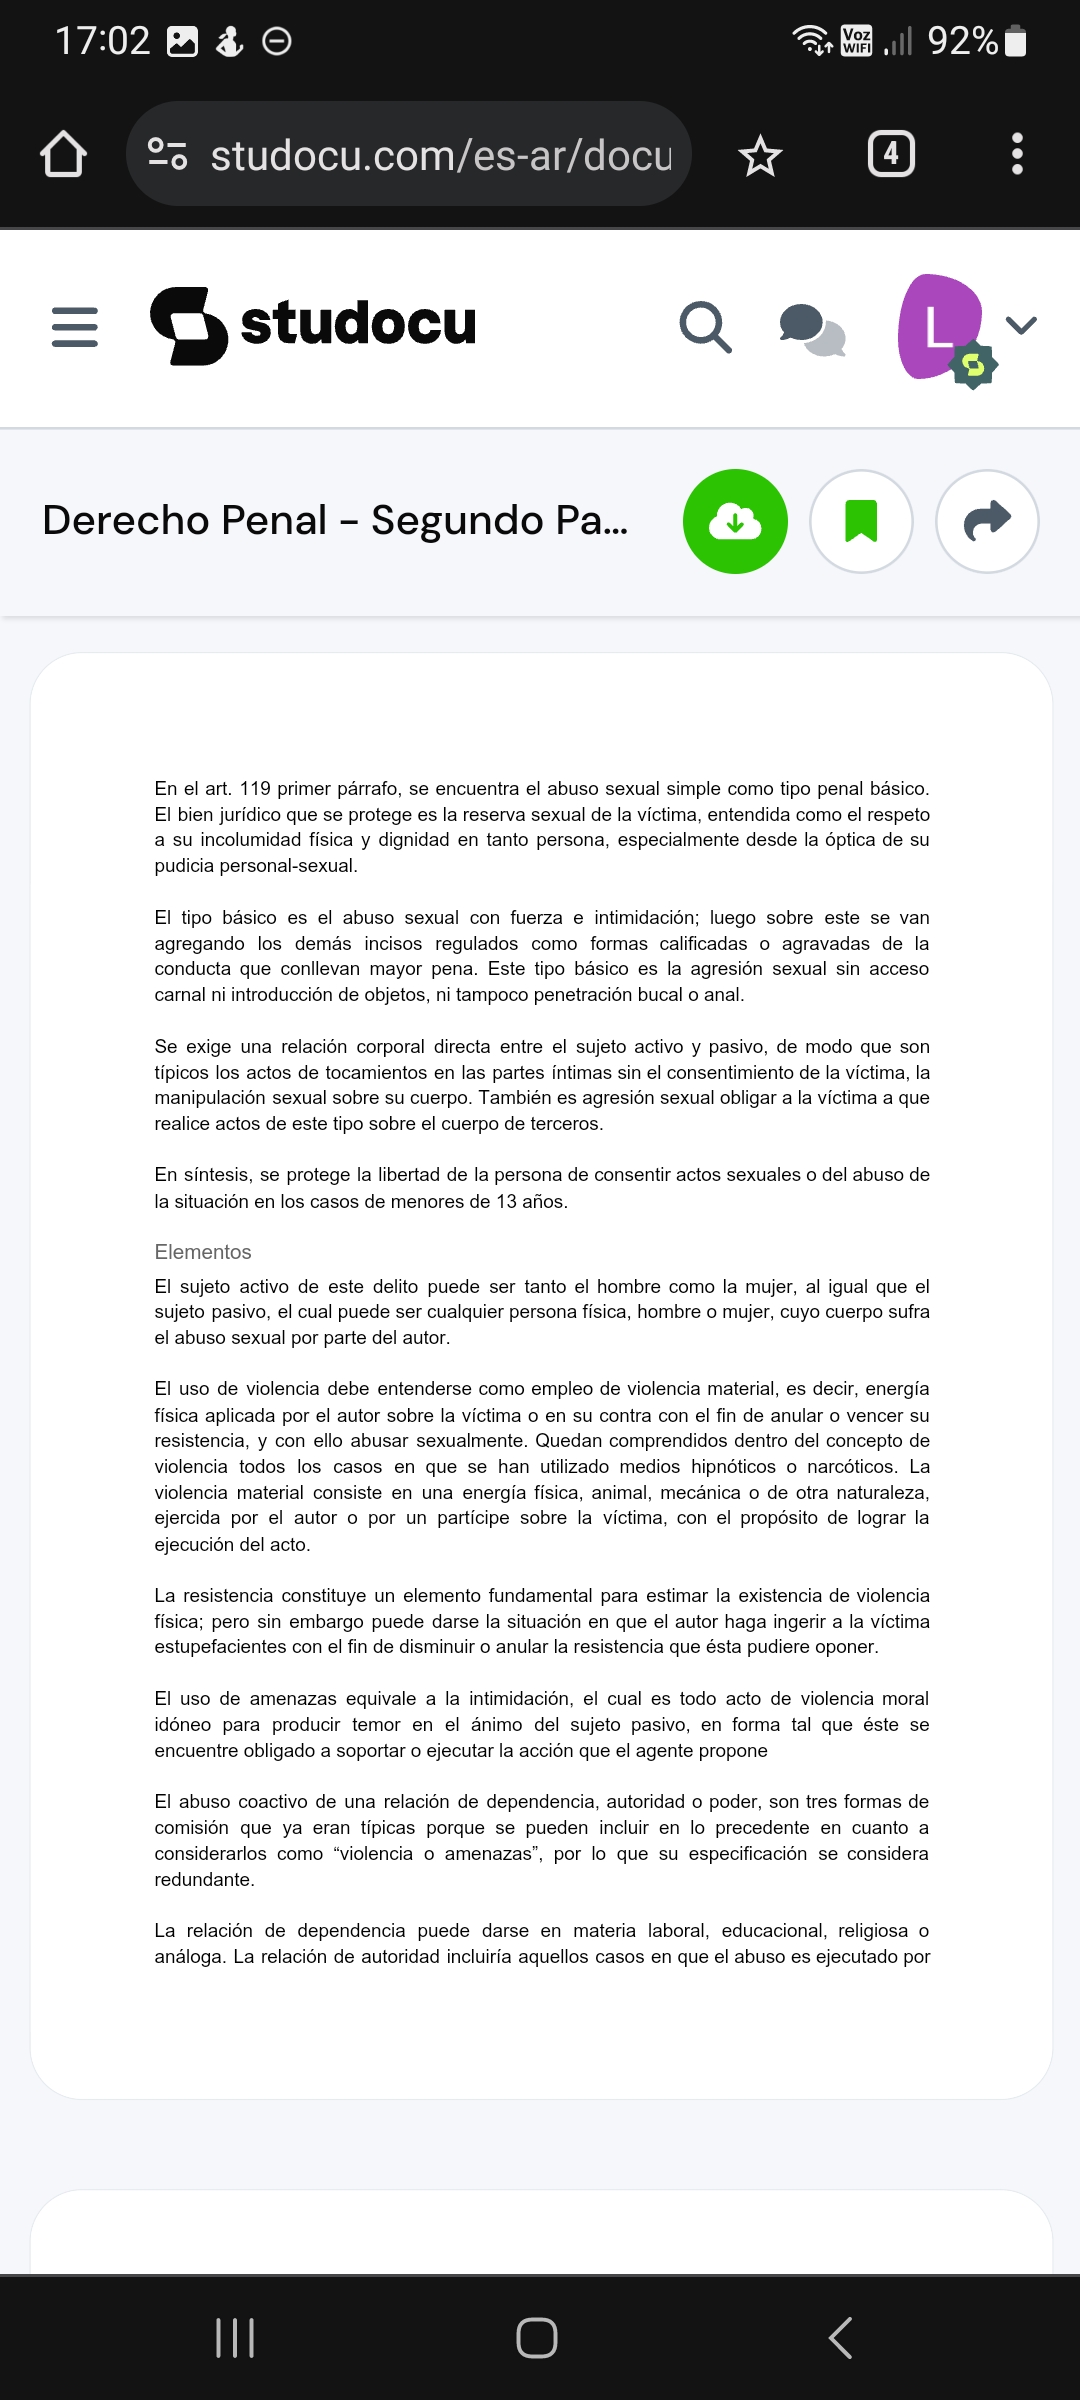 17:02
Voz
WIFI
92%
studocu.com/es-ar/docu
4
studocu
L
Derecho Penal - Segundo Pa...
En el art. 119 primer párrafo, se encuentra el abuso sexual simple como tipo penal básico.
El bien jurídico que se protege es la reserva sexual de la víctima, entendida como el respeto
a su incolumidad física y dignidad en tanto persona, especialmente desde la óptica de su
pudicia personal-sexual.
El tipo básico es el abuso sexual con fuerza e intimidación; luego sobre este se van
agregando los demás incisos regulados como formas calificadas o agravadas de la
conducta que conllevan mayor pena. Este tipo básico es la agresión sexual sin acceso
carnal ni introducción de objetos, ni tampoco penetración bucal o anal.
Se exige una relación corporal directa entre el sujeto activo y pasivo, de modo que son
típicos los actos de tocamientos en las partes íntimas sin el consentimiento de la víctima, la
manipulación sexual sobre su cuerpo. También es agresión sexual obligar a la víctima a que
realice actos de este tipo sobre el cuerpo de terceros.
En síntesis, se protege la libertad de la persona de consentir actos sexuales o del abuso de
la situación en los casos de menores de 13 años.
Elementos
El sujeto activo de este delito puede ser tanto el hombre como la mujer, al igual que el
sujeto pasivo, el cual puede ser cualquier persona física, hombre o mujer, cuyo cuerpo sufra
el abuso sexual por parte del autor.
El uso de violencia debe entenderse como empleo de violencia material, es decir, energía
física aplicada por el autor sobre la víctima o en su contra con el fin de anular o vencer su
resistencia, y con ello abusar sexualmente. Quedan comprendidos dentro del concepto de
violencia todos los casos en que se han utilizado medios hipnóticos o narcóticos. La
violencia material consiste en una energía física, animal, mecánica o de otra naturaleza,
ejercida por el autor o por un partícipe sobre la víctima, con el propósito de lograr la
ejecución del acto.
La resistencia constituye un elemento fundamental para estimar la existencia de violencia
física; pero sin embargo puede darse la situación en que el autor haga ingerir a la víctima
estupefacientes con el fin de disminuir o anular la resistencia que ésta pudiere oponer.
El uso de amenazas equivale a la intimidación, el cual es todo acto de violencia moral
idóneo para producir temor en el ánimo del sujeto pasivo, en forma tal que éste se
encuentre obligado a soportar o ejecutar la acción que el agente propone
El abuso coactivo de una relación de dependencia, autoridad o poder, son tres formas de
comisión que ya eran típicas porque se pueden incluir en lo precedente en cuanto a
considerarlos como “violencia o amenazas”, por lo que su especificación se considera
redundante.
La relación de dependencia puede darse en materia laboral, educacional, religiosa o
análoga. La relación de autoridad incluiría aquellos casos en que el abuso es ejecutado por